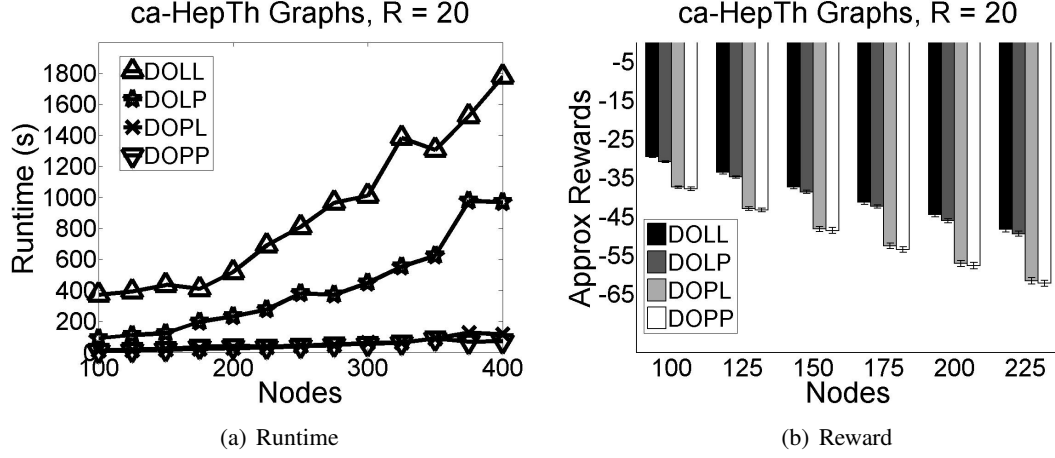 ca-HepTh Graphs, R = 20
Runtime (s)
1800
1600
1400
1200
1000
800
600
400
200
0
DOLL
DOLP
DOPL
DOPP
100
200
300
400
Nodes
(a) Runtime
ca-HepTh Graphs, R = 20
Approx Rewards
-5
-15
-25
-35
-45
-55
-65
DOLL
DOLP
DOPL
DOPP
100 125 150 175 200 225
Nodes
(b) Reward